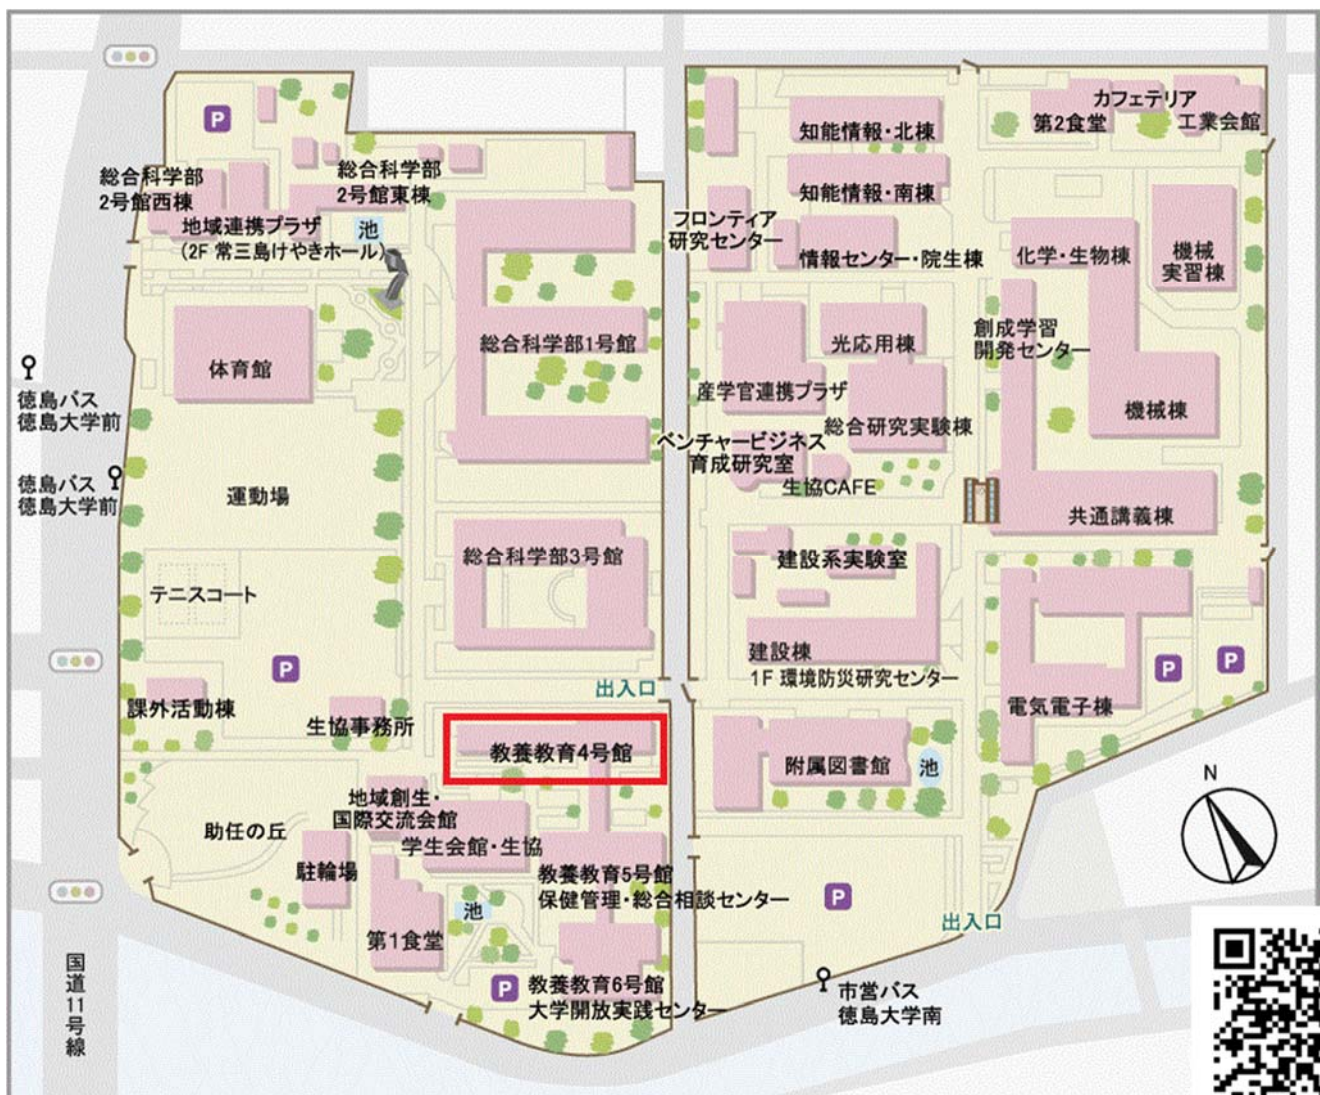 P
カフェテリア
第2食堂
工業会館
知能情報・北棟
総合科学部
2号館西棟
総合科学部
2号館東棟
知能情報・南棟
地域連携プラザ
(2F 常三島けやきホール)
池
フロンティア
研究センター
情報センター・院生棟
化学・生物棟
機械
実習棟
総合科学部1号館
光応用棟
創成学習
開発センター
体育館
産学官連携プラザ
機械棟
徳島バス
徳島大学前
総合研究実験棟
ベンチャービジネス
育成研究室
生協CAFE
徳島バス
徳島大学前
運動場
共通講義棟
総合科学部3号館
建設系実験室
テニスコート
建設棟
1F 環境防災研究センター
P
P
P
出入口
課外活動棟
生協事務所
電気電子棟
教養教育4号館
附属図書館
池
N
地域創生・
国際交流会館
助任の丘
学生会館・生協
駐輪場
教養教育5号館
保健管理・総合相談センター
P
池
第1食堂
出入口
P
教養教育6号館
大学開放実践センター
市営バス
徳島大学南
国道11号線